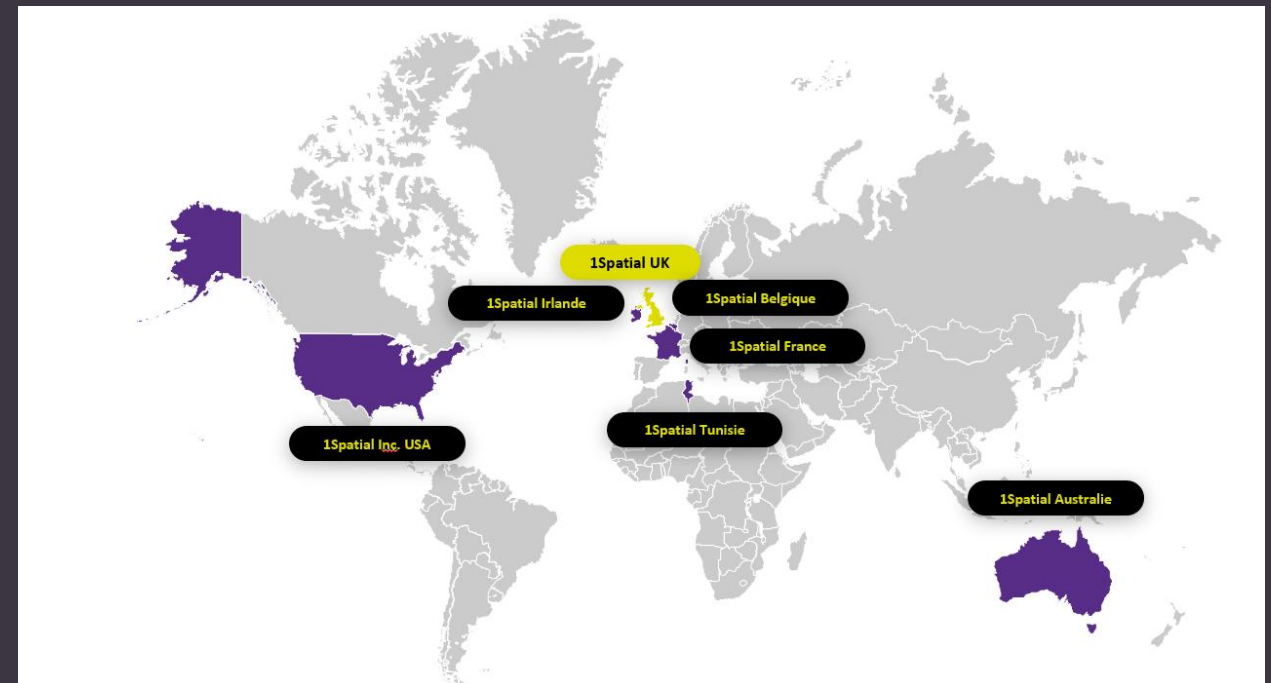 1Spatial UK
1Spatial Irlande
1Spatial Belgique
1Spatial France
1Spatial Tunisie
1Spatial Inc. USA
1Spatial Australie